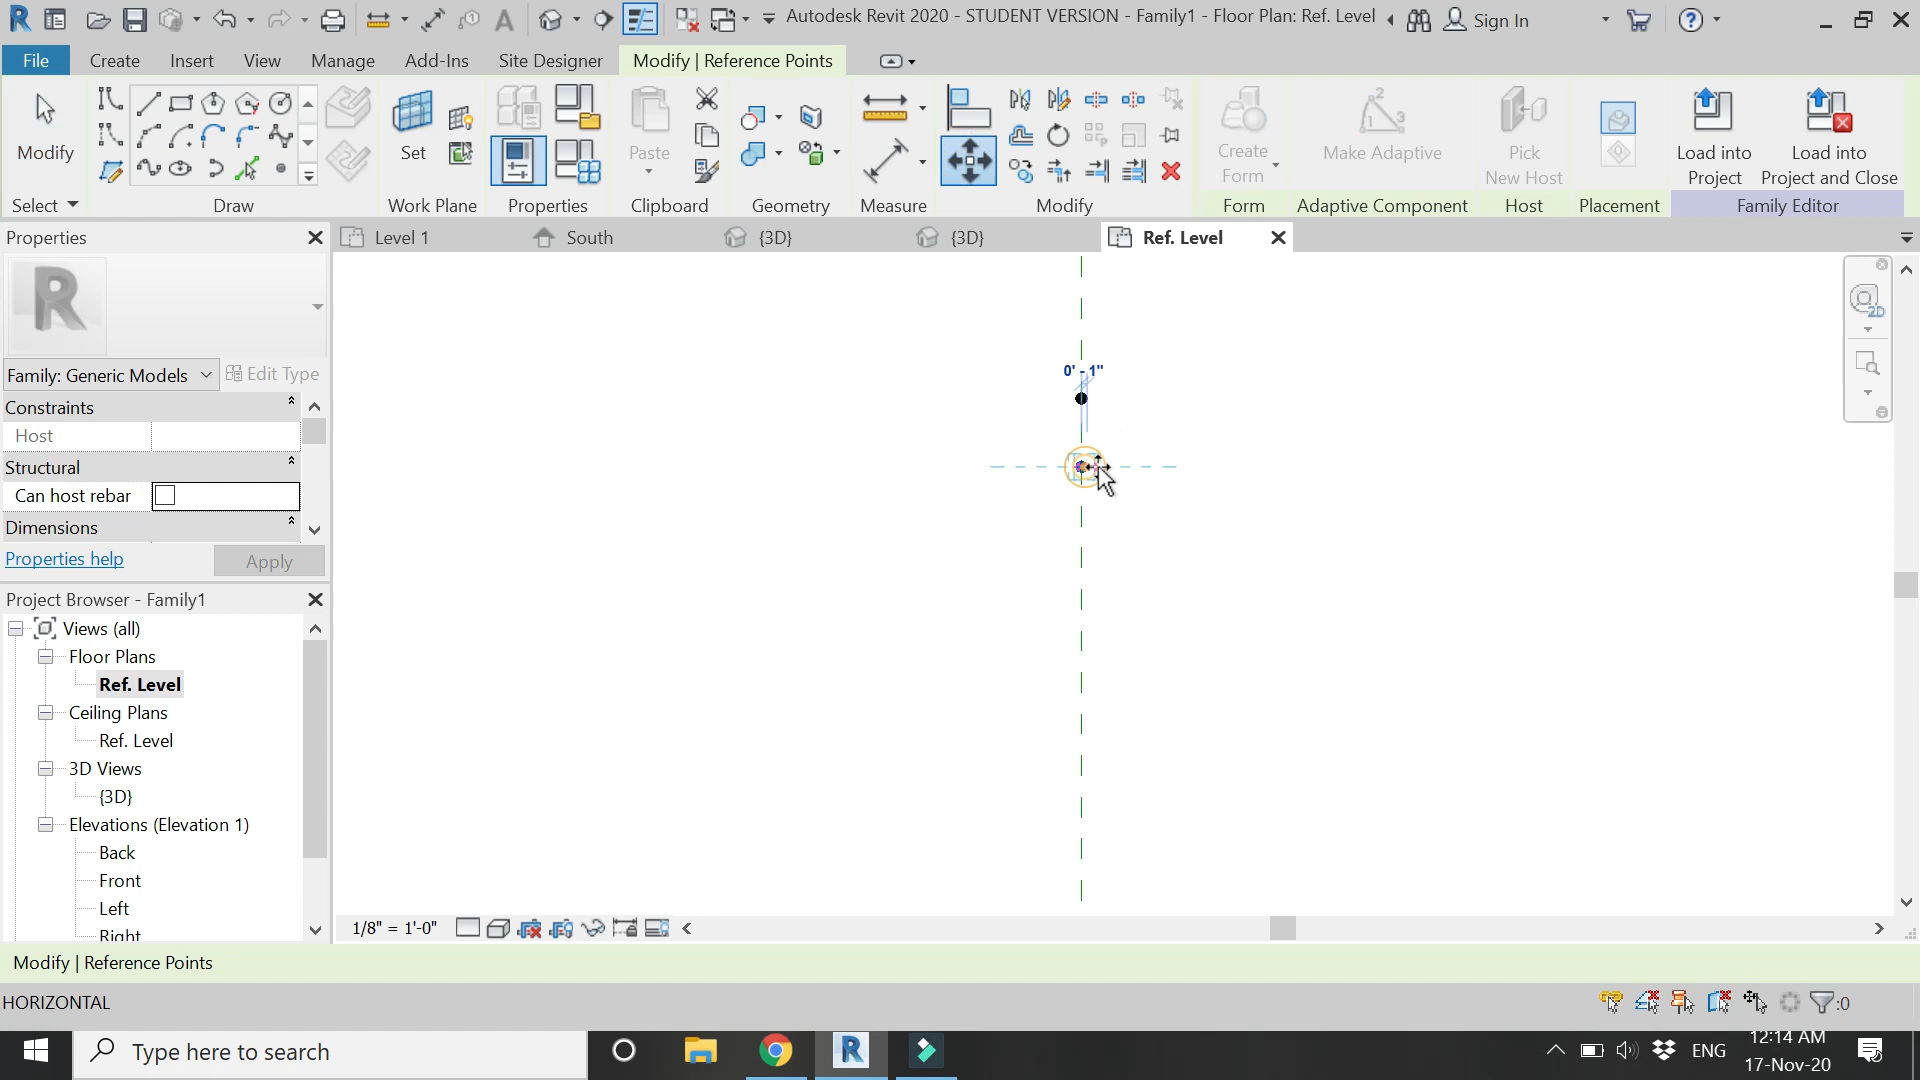 Autodesk Revit 2020 - STUDENT VERSION - Family1 - Floor Plan: Ref. Level
Sign In
File
Create
Insert
View
Manage
Add-Ins
Site Designer
Modify | Reference Points
Modify
Set
Paste
Create
Form
Make Adaptive
Pick
New Host
Load into
Project
Load into
Project and Close
Select
Draw
Work Plane
Properties
Clipboard
Geometry
Measure
Modify
Form
Adaptive Component
Host
Placement
Family Editor
Properties
Level 1
South
{3D}
{3D}
Ref. Level
2D
Family: Generic Models
Edit Type
Constraints
Host
Structural
Can host rebar
Dimensions
Properties help
Apply
0' - 1"
Project Browser - Family1
Views (all)
Floor Plans
Ref. Level
Ceiling Plans
Ref. Level
3D Views
{3D}
Elevations (Elevation 1)
Back
Front
Left
Right
1/8" = 1'-0"
Modify | Reference Points
HORIZONTAL
:0
Type here to search
ENG
12:14 AM
17-Nov-20